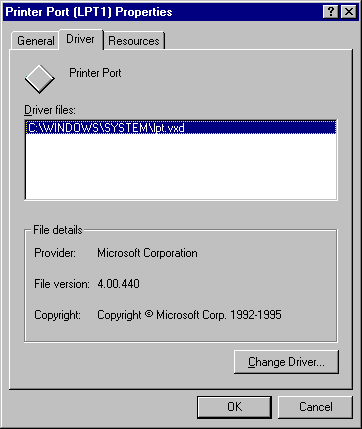 Printer Port (LPT1) Properties
General Driver Resources
Printer Port
Driver files:
C:\WINDOWS\SYSTEM\lpt.vxd
File details
Provider: Microsoft Corporation
File version: 4.00.440
Copyright: Copyright © Microsoft Corp. 1992-1995
Change Driver...
OK Cancel